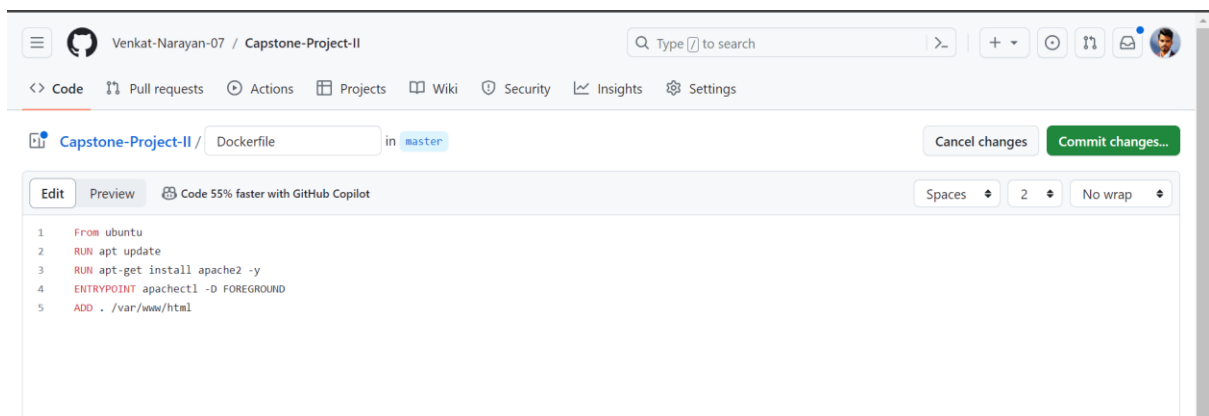 Venkat-Narayan-07 / Capstone-Project-II
Type / to search
Code Pull requests Actions Projects Wiki Security Insights Settings
Capstone-Project-II / Dockerfile in master
Cancel changes Commit changes...
Edit Preview Code 55% faster with GitHub Copilot
Spaces 2 No wrap
1 From ubuntu
2 RUN apt update
3 RUN apt-get install apache2 -y
4 ENTRYPOINT apachectl -D FOREGROUND
5 ADD . /var/www/html